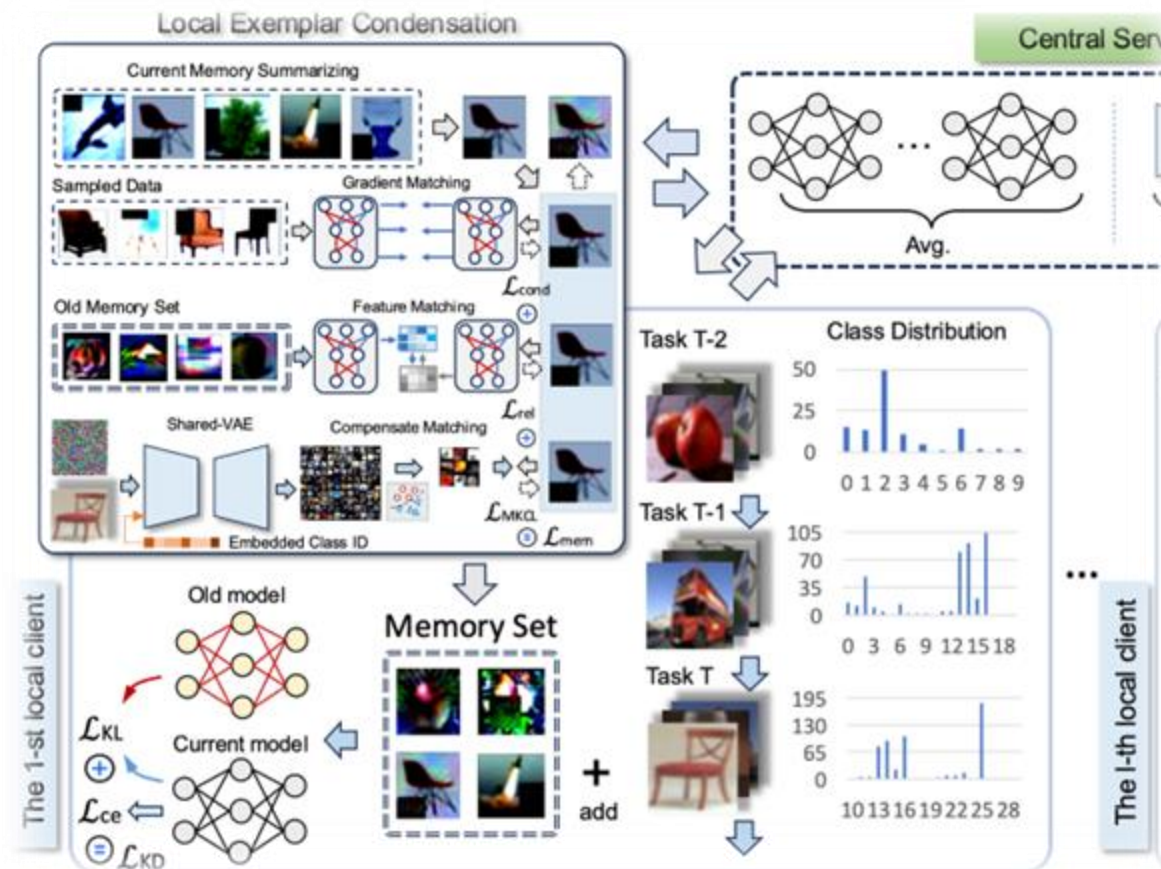 Local Exemplar Condensation
Central Serv
Current Memory Summarizing
Sampled Data
Gradient Matching
Avg.
ℒcond
+
Old Memory Set
Feature Matching
Task T-2
Class Distribution
50
25
0
0 1 2 3 4 5 6 7 8 9
ℒrel
+
Shared-VAE
Compensate Matching
ℒMKCL
= ℒmem
Embedded Class ID
Task T-1
105
70
35
0
0 3 6 9 12 15 18
...
The 1-st local client
Old model
Memory Set
Task T
195
130
65
0
10 13 16 19 22 25 28
The l-th local client
ℒKL
+
Current model
ℒce
= ℒKD
+
add